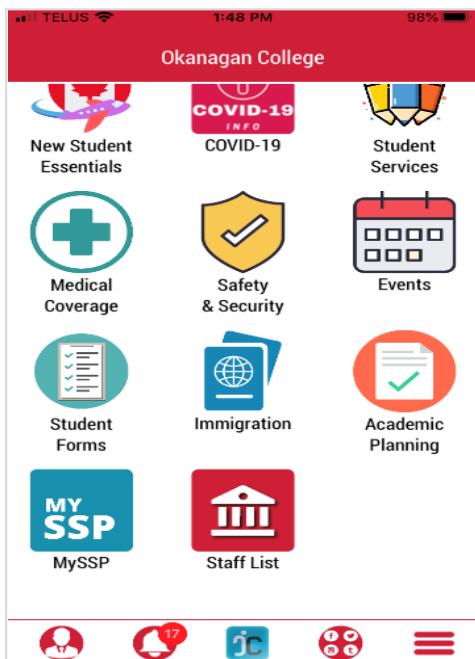 TELUS 1:48 PM 98%
Okanagan College
COVID-19
INFO
New Student
Essentials
COVID-19
Student
Services
Medical
Coverage
Safety
& Security
Events
Student
Forms
Immigration
Academic
Planning
MY
SSP
MySSP
Staff List
17
jc